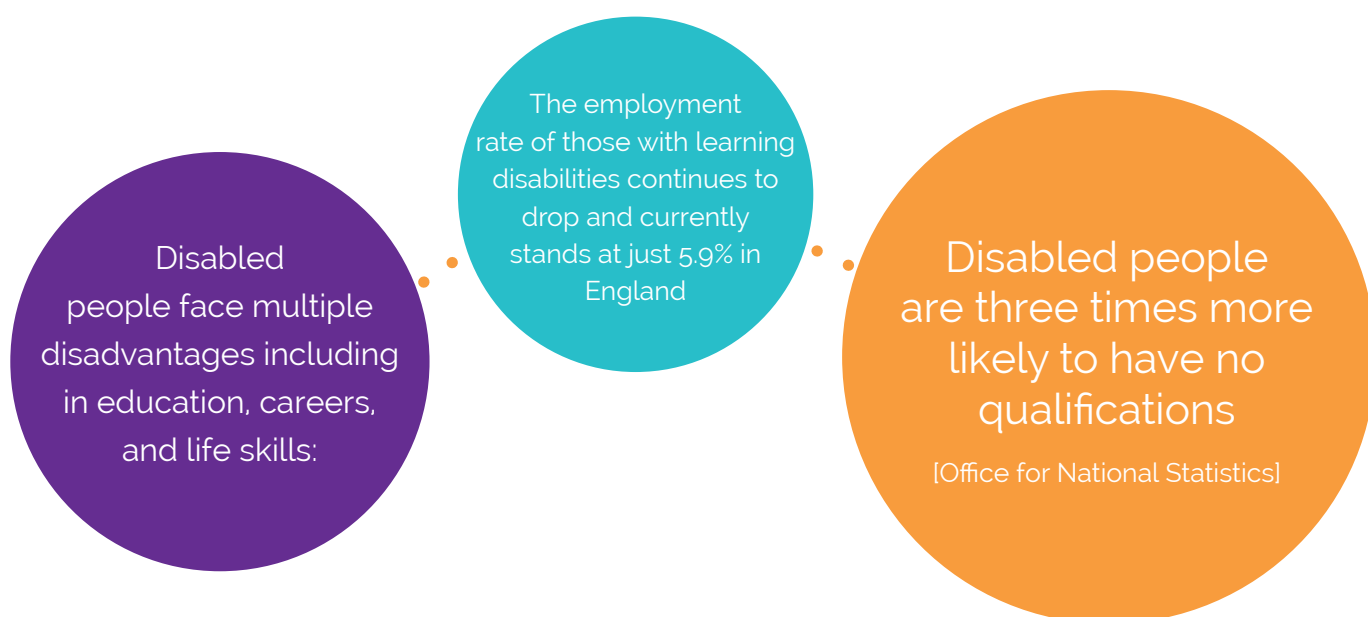 Disabled
people face multiple
disadvantages including
in education, careers,
and life skills:
The employment
rate of those with learning
disabilities continues to
drop and currently
stands at just 5.9% in
England
Disabled people
are three times more
likely to have no
qualifications
[Office for National Statistics]